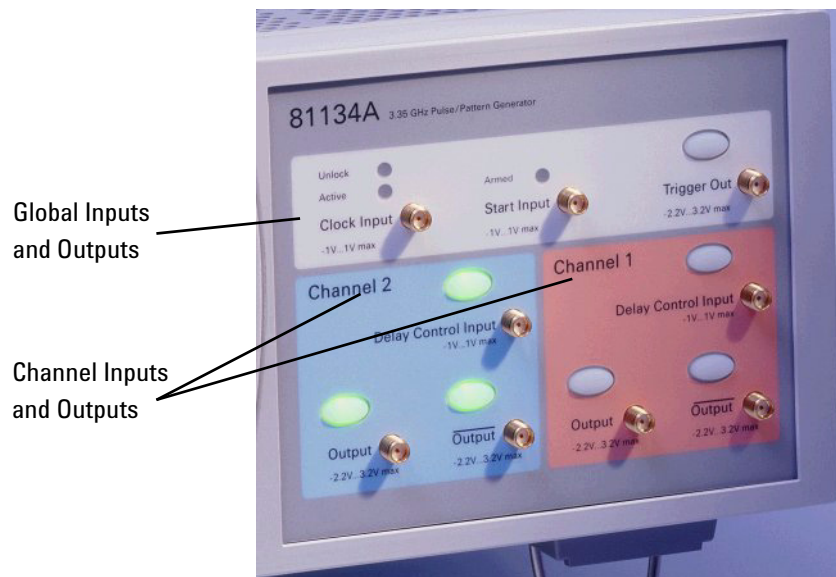 81134A 3.35 GHz Pulse/Pattern Generator
Unlock
Active
Clock Input
-1V...1V max
Armed
Start Input
-1V...1V max
Trigger Out
-2.2V...3.2V max
Global Inputs
and Outputs
Channel 2
Delay Control Input
-1V...1V max
Output
-2.2V...3.2V max
Output
-2.2V...3.2V max
Channel 1
Delay Control Input
-1V...1V max
Output
-2.2V...3.2V max
Output
-2.2V...3.2V max
Channel Inputs
and Outputs